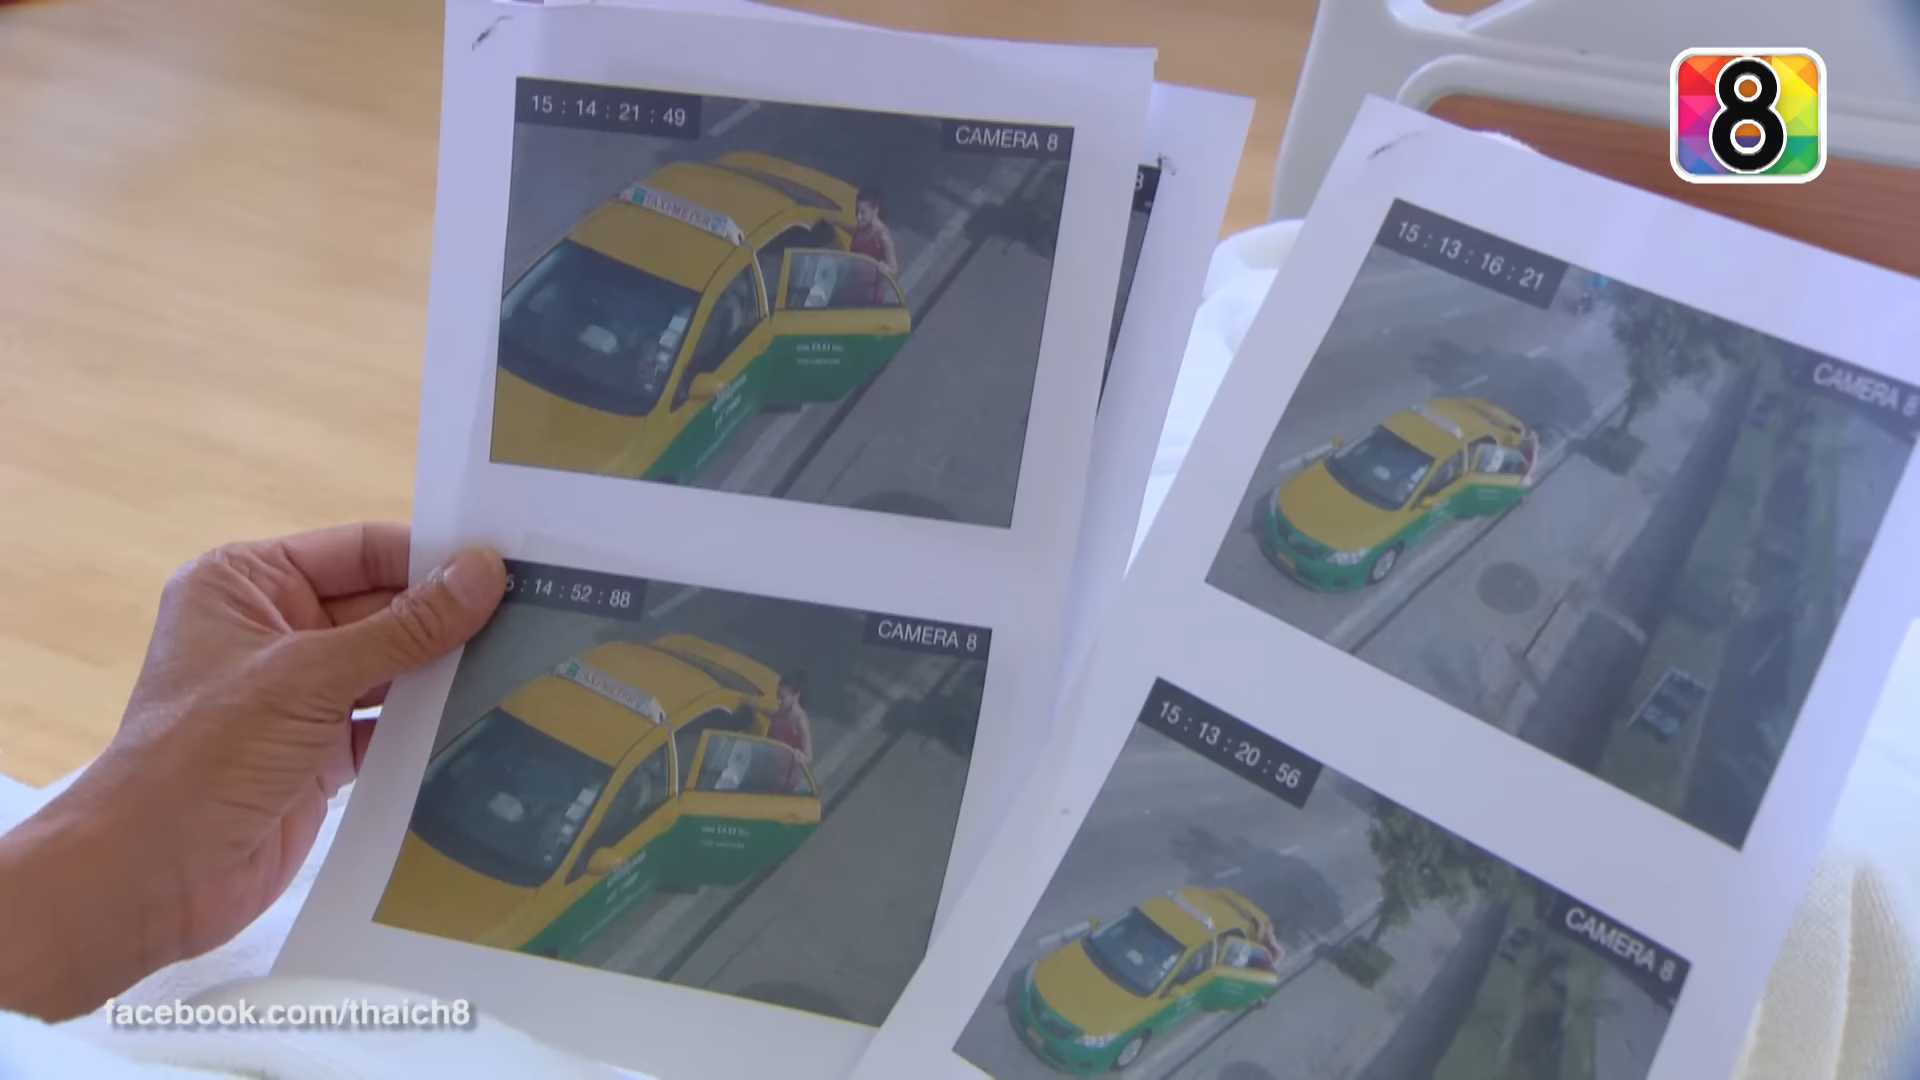 8
15 : 14 : 21 : 49
CAMERA 8
TAXI-METER
8
15 : 13 : 16 : 21
CAMERA 8
: 14 : 52 : 88
CAMERA 8
TAXI-METER
15 : 13 : 20 : 56
CAMERA 8
facebook.com/thaich8